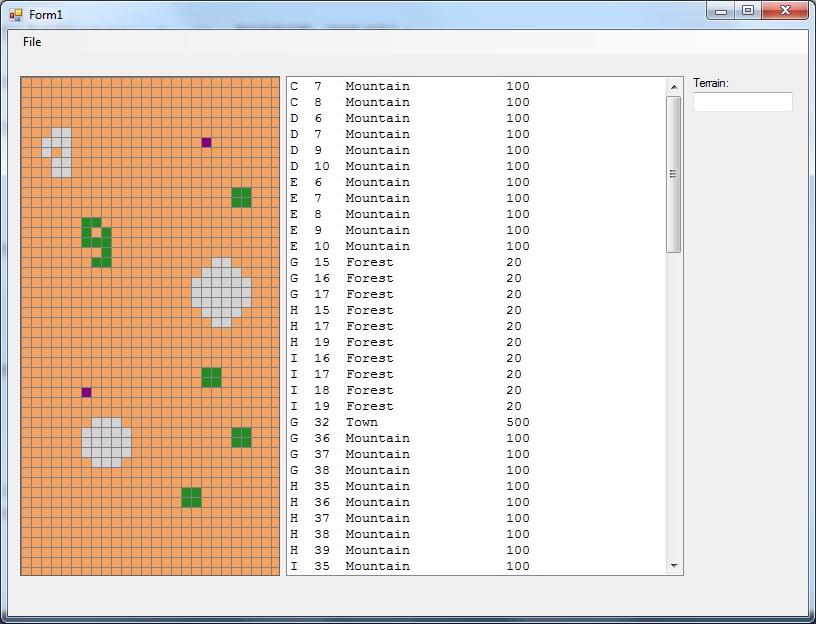 Form1
File
C 7 Mountain 100
C 8 Mountain 100
D 6 Mountain 100
D 7 Mountain 100
D 9 Mountain 100
D 10 Mountain 100
E 6 Mountain 100
E 7 Mountain 100
E 8 Mountain 100
E 9 Mountain 100
E 10 Mountain 100
G 15 Forest 20
G 16 Forest 20
G 17 Forest 20
H 15 Forest 20
H 17 Forest 20
H 19 Forest 20
I 16 Forest 20
I 17 Forest 20
I 18 Forest 20
I 19 Forest 20
G 32 Town 500
G 36 Mountain 100
G 37 Mountain 100
G 38 Mountain 100
H 35 Mountain 100
H 36 Mountain 100
H 37 Mountain 100
H 38 Mountain 100
H 39 Mountain 100
I 35 Mountain 100
Terrain: